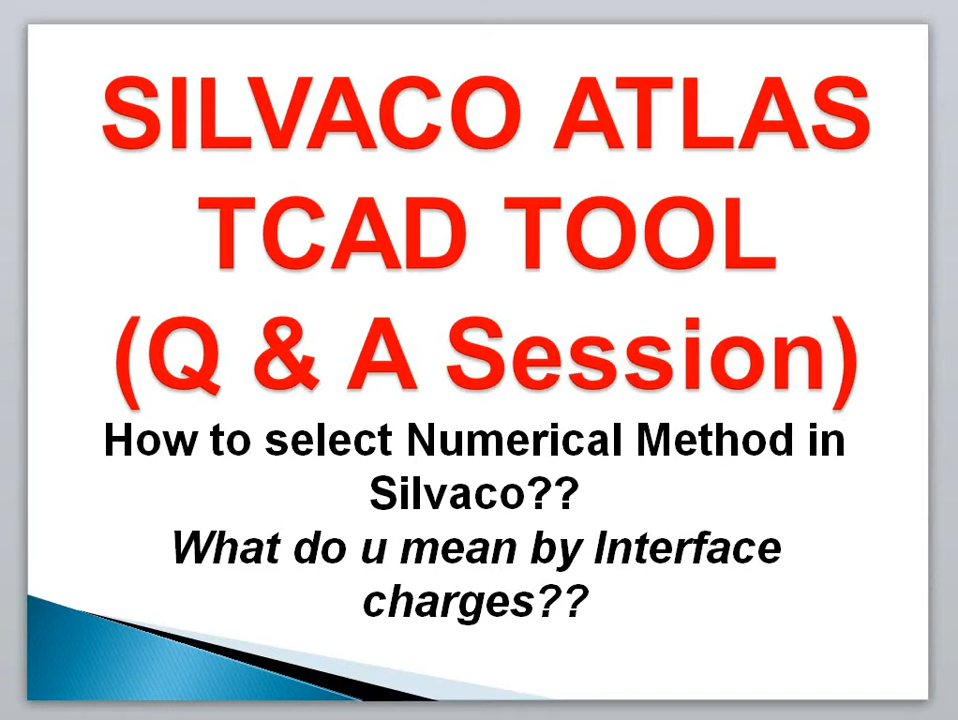 SILVACO ATLAS
TCAD TOOL
(Q & A Session)
How to select Numerical Method in
Silvaco??
What do u mean by Interface
charges??